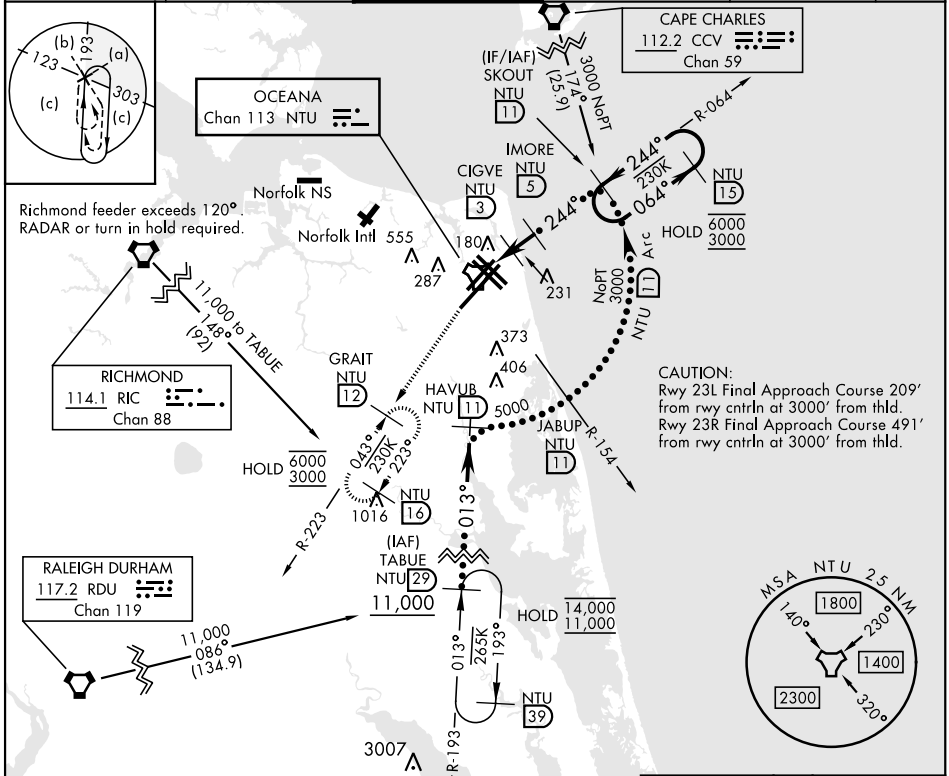 (b)
193
(a)
123
303
(c)
(c)
OCEANA
Chan 113 NTU
CAPE CHARLES
112.2 CCV
Chan 59
(IF/IAF)
SKOUT
NTU
11
3000 NoPT
174°
(25.9)
R-064
IMORE
NTU
5
CIGVE
NTU
3
244°
230K
064°
NTU
15
244°
HOLD 6000
3000
Norfolk NS
Norfolk Intl
555
287
180
231
Richmond feeder exceeds 120°.
RADAR or turn in hold required.
11,000 to TABUE
148°
(92)
RICHMOND
114.1 RIC
Chan 88
NoPT
3000
NTU 11 Arc
373
406
GRAIT
NTU
12
HAVUB
NTU 11
5000
JABUP
NTU
11
R-154
CAUTION:
Rwy 23L Final Approach Course 209'
from rwy cntrln at 3000' from thld.
Rwy 23R Final Approach Course 491'
from rwy cntrln at 3000' from thld.
HOLD 6000
3000
043°
230K
223°
1016
NTU
16
R-223
013°
(IAF)
TABUE
NTU 29
11,000
RALEIGH DURHAM
117.2 RDU
Chan 119
11,000
086°
(134.9)
HOLD 14,000
11,000
013°
265K
193°
NTU
39
R-193
3007
MSA NTU 25 NM
1800
140°
230°
1400
2300
320°